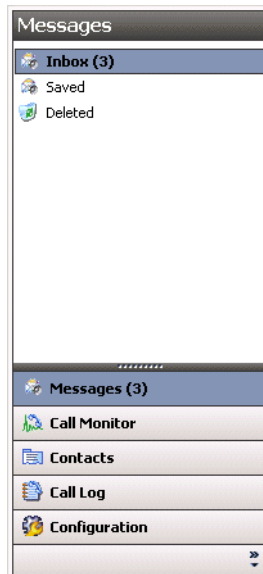 Messages
Inbox (3)
Saved
Deleted
Messages (3)
Call Monitor
Contacts
Call Log
Configuration